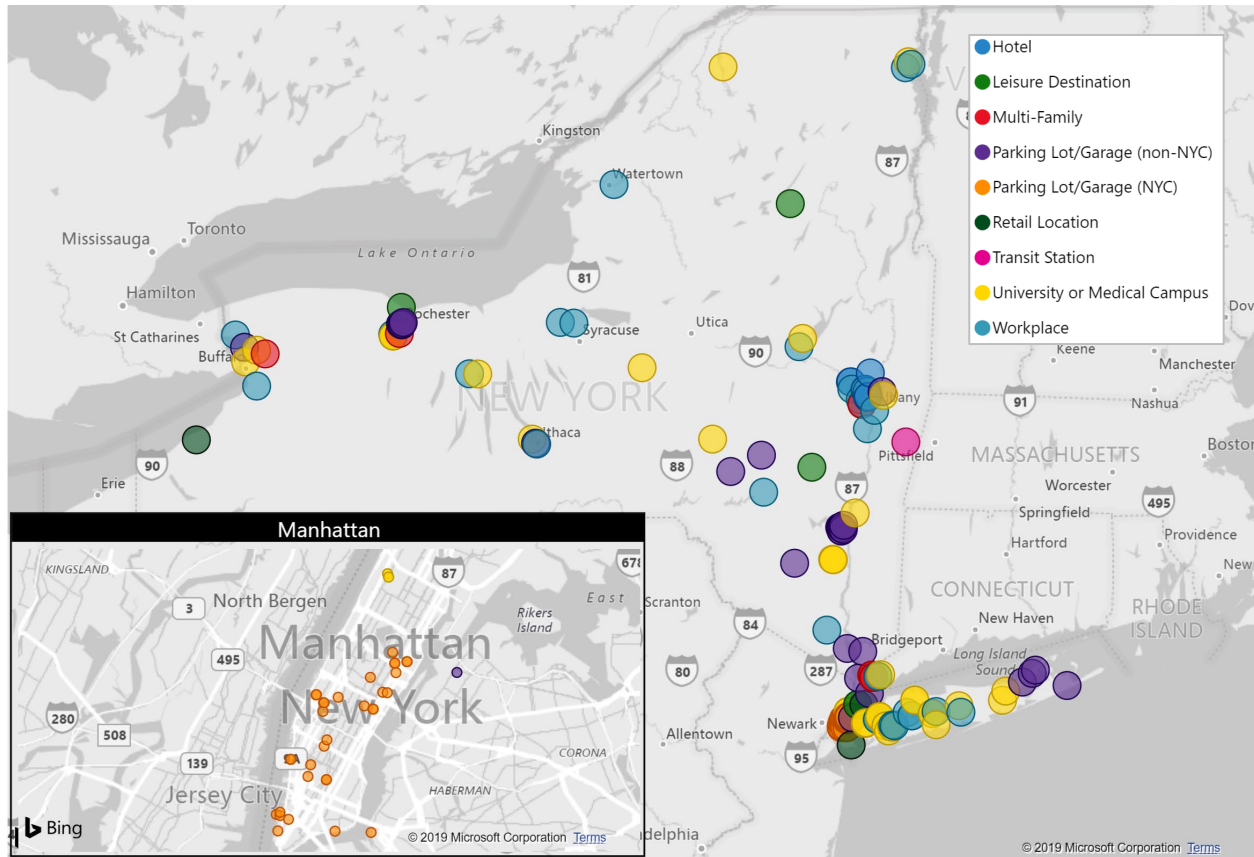 Hotel
Leisure Destination
Multi-Family
Parking Lot/Garage (non-NYC)
Parking Lot/Garage (NYC)
Retail Location
Transit Station
University or Medical Campus
Workplace
87
Kingston
Watertown
Mississauga
Toronto
Lake Ontario
81
Hamilton
St Catharines
ochester
Syracuse
Utica
90
Keene
Manchester
Buffa
NEW YORK
91
Nashua
bany
Ithaca
Pittsfield
MASSACHUSETTS
Boston
90
Erie
88
87
Worcester
495
Springfield
Providence
Hartford
CONNECTICUT
RHODE
ISLAND
Scranton
84
New Haven
Bridgeport
Long Island
Sound
80
287
Newark
Allentown
95
adelphia
Manhattan
KINGSLAND
87
678
3
North Bergen
Rikers
Island
East
Manhattan
495
New York
280
508
139
CORONA
Jersey City
HABERMAN
Bing
© 2019 Microsoft Corporation Terms
© 2019 Microsoft Corporation Terms